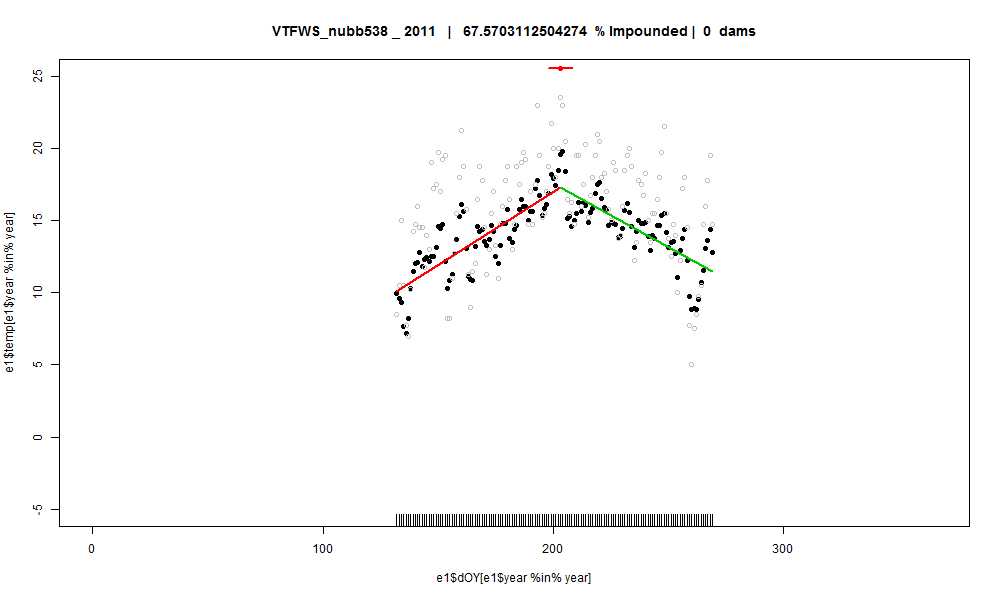 VTFWS_nubb538 _ 2011 | 67.5703112504274 % Impounded | 0 dams
25
20
15
10
5
0
-5
e1$temp[e1$year %in% year]
0 100 200 300
e1$dOY[e1$year %in% year]